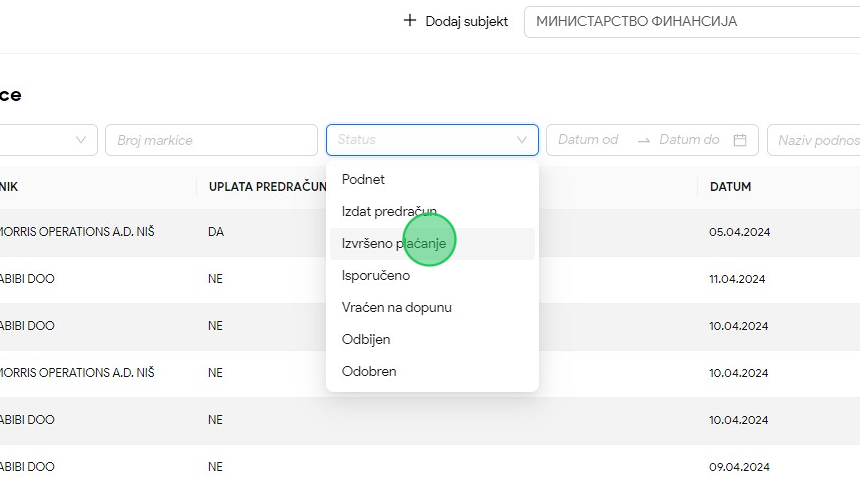 + Dodaj subjekt МИНИСТАРСТВО ФИНАНСИЈА
ce
Broj markice Status Datum od Datum do Naziv podnos
NIK UPLATA PREDRAČUN DATUM
MORRIS OPERATIONS A.D. NIŠ DA 05.04.2024
ABIBI DOO NE 11.04.2024
ABIBI DOO NE 10.04.2024
MORRIS OPERATIONS A.D. NIŠ NE 10.04.2024
ABIBI DOO NE 10.04.2024
ABIBI DOO NE 09.04.2024
Podnet
Izdat predračun
Izvršeno plaćanje
Isporučeno
Vraćen na dopunu
Odbijen
Odobren